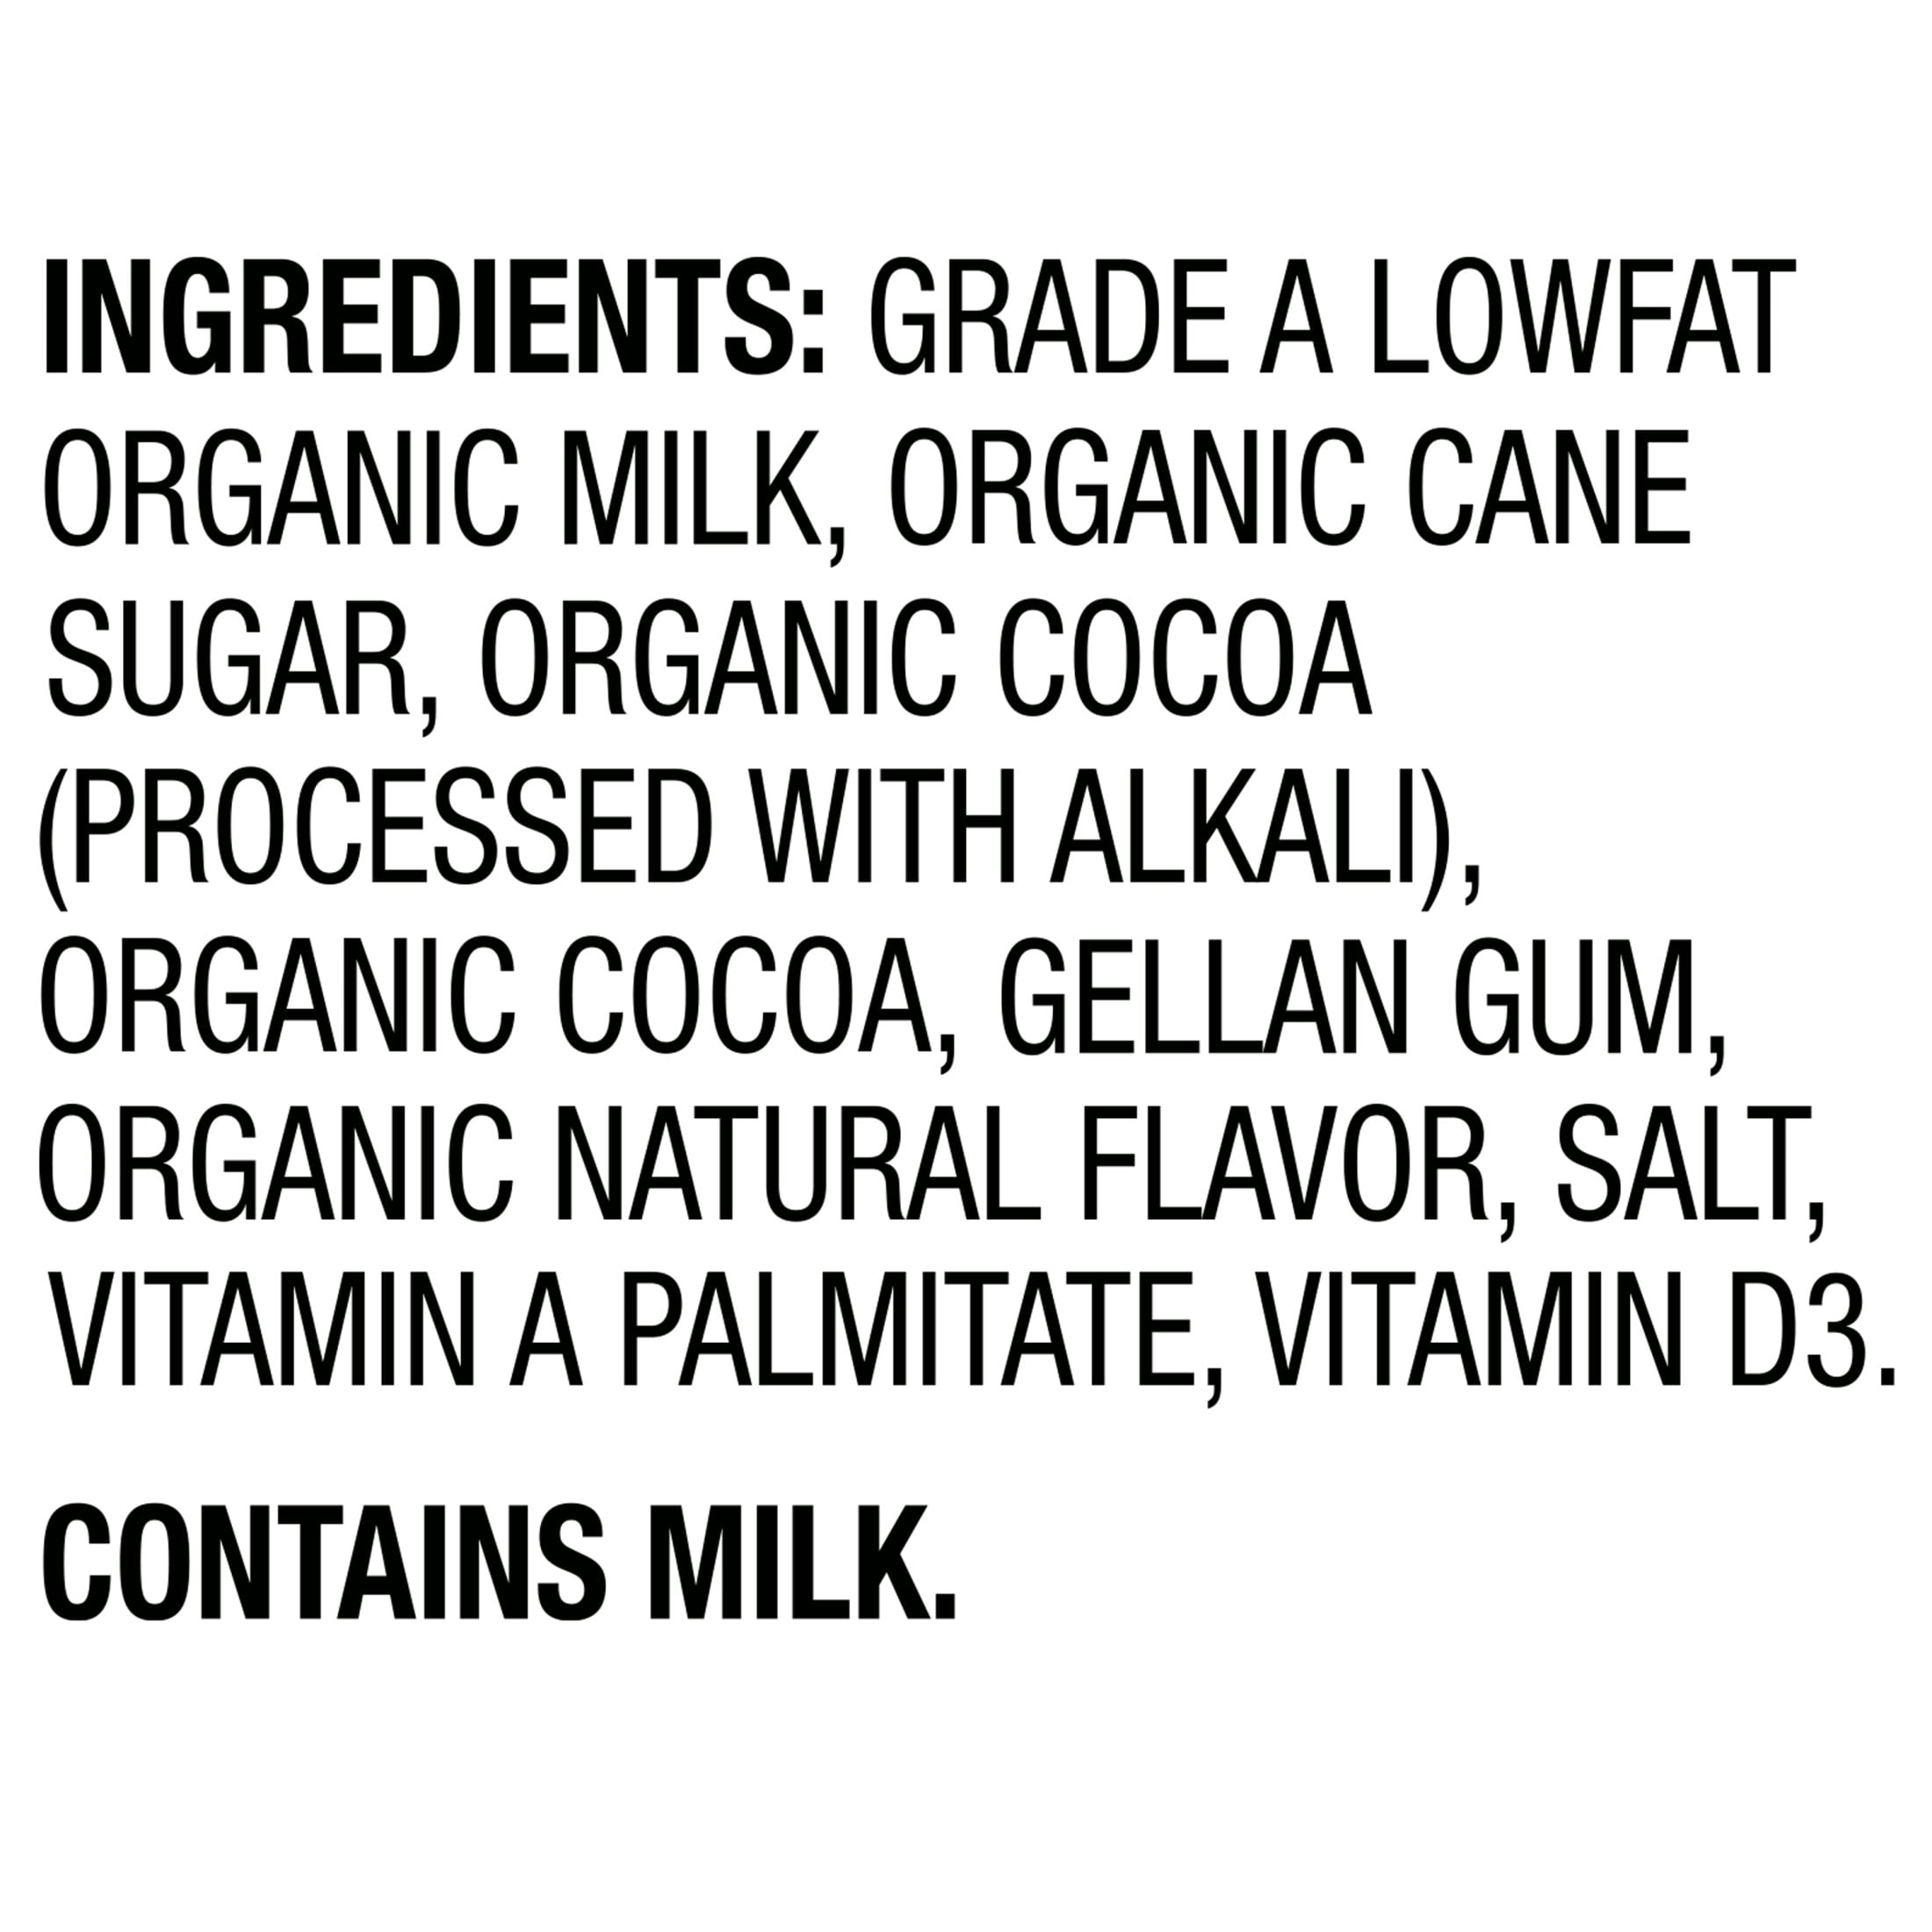 INGREDIENTS: GRADE A LOWFAT
ORGANIC MILK, ORGANIC CANE
SUGAR, ORGANIC COCOA
(PROCESSED WITH ALKALI),
ORGANIC COCOA, GELLAN GUM,
ORGANIC NATURAL FLAVOR, SALT,
VITAMIN A PALMITATE, VITAMIN D3.
CONTAINS MILK.